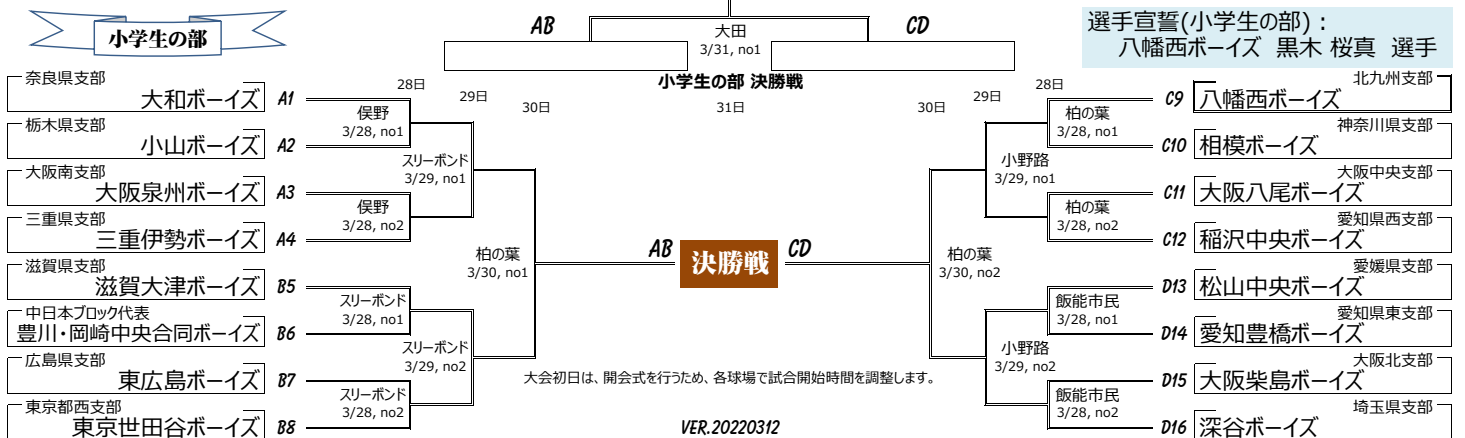 小学生の部
AB
CD
大田
3/31, no1
小学生の部 決勝戦
選手宣誓(小学生の部)：
八幡西ボーイズ 黒木 桜真 選手
28日
29日
30日
31日
30日
29日
28日
奈良県支部
大和ボーイズ A1
栃木県支部
小山ボーイズ A2
大阪南支部
大阪泉州ボーイズ A3
三重県支部
三重伊勢ボーイズ A4
滋賀県支部
滋賀大津ボーイズ B5
中日本ブロック代表
豊川・岡崎中央合同ボーイズ B6
広島県支部
東広島ボーイズ B7
東京都西支部
東京世田谷ボーイズ B8
俣野
3/28, no1
俣野
3/28, no2
スリーボンド
3/28, no1
スリーボンド
3/28, no2
スリーボンド
3/29, no1
スリーボンド
3/29, no2
柏の葉
3/30, no1
AB 決勝戦 CD
柏の葉
3/30, no2
小野路
3/29, no1
小野路
3/29, no2
柏の葉
3/28, no1
柏の葉
3/28, no2
飯能市民
3/28, no1
飯能市民
3/28, no2
北九州支部
C9 八幡西ボーイズ
神奈川県支部
C10 相模ボーイズ
大阪中央支部
C11 大阪八尾ボーイズ
愛知県西支部
C12 稲沢中央ボーイズ
愛媛県支部
D13 松山中央ボーイズ
愛知県東支部
D14 愛知豊橋ボーイズ
大阪北支部
D15 大阪柴島ボーイズ
埼玉県支部
D16 深谷ボーイズ
大会初日は、開会式を行うため、各球場で試合開始時間を調整します。
VER.20220312